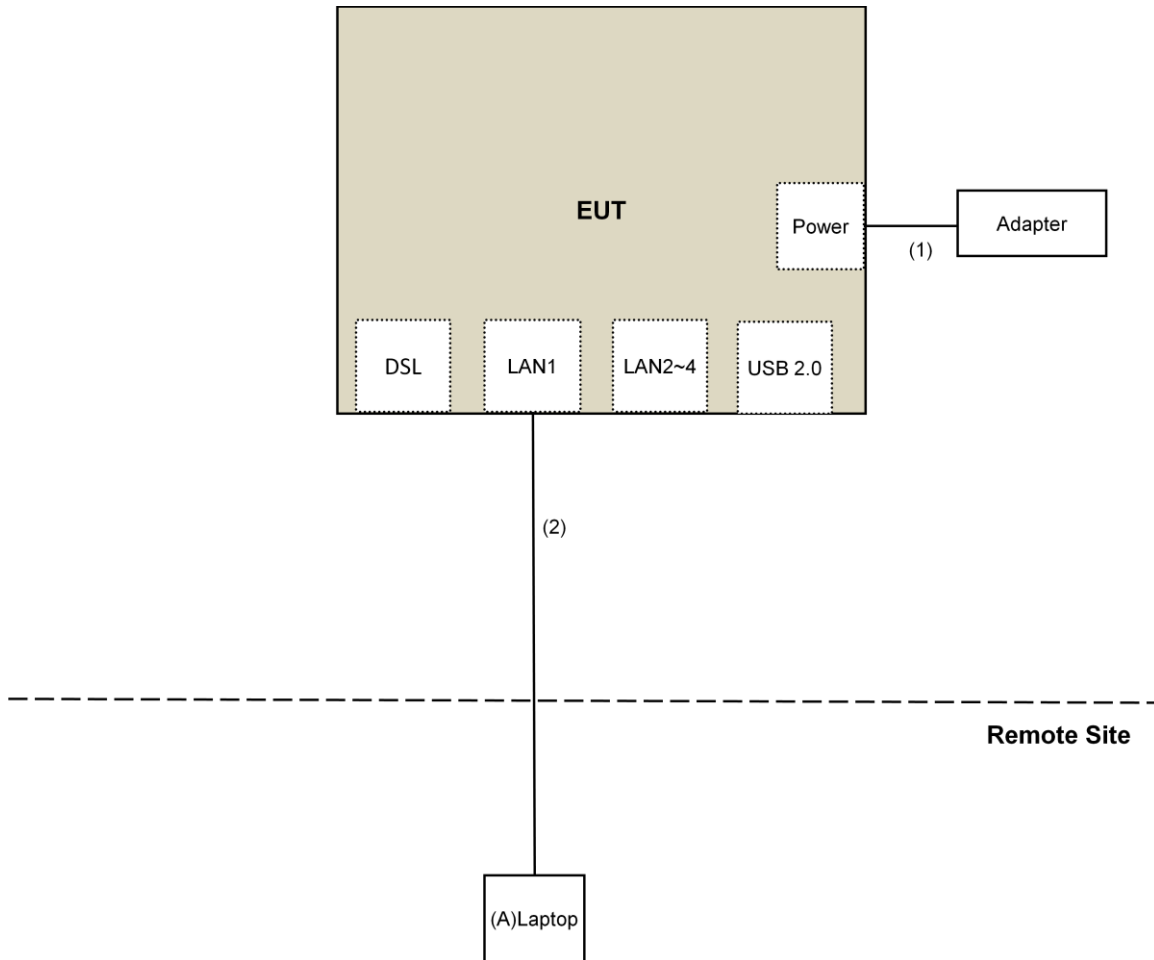 EUT
Power
Adapter
(1)
DSL
LAN1
LAN2~4
USB 2.0
(2)
Remote Site
(A)Laptop